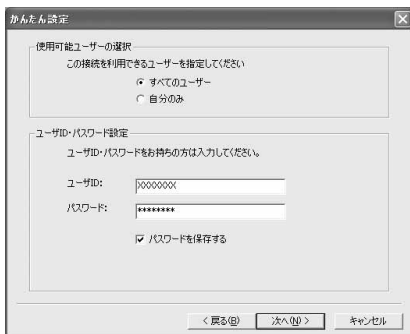 かんたん設定
使用可能ユーザーの選択
この接続を利用できるユーザーを指定してください
すべてのユーザー
自分のみ
ユーザID・パスワード設定
ユーザID・パスワードをお持ちの方は入力してください。
ユーザID: XXXXXXX
パスワード: ********
パスワードを保存する
< 戻る(B) 次へ(N) > キャンセル